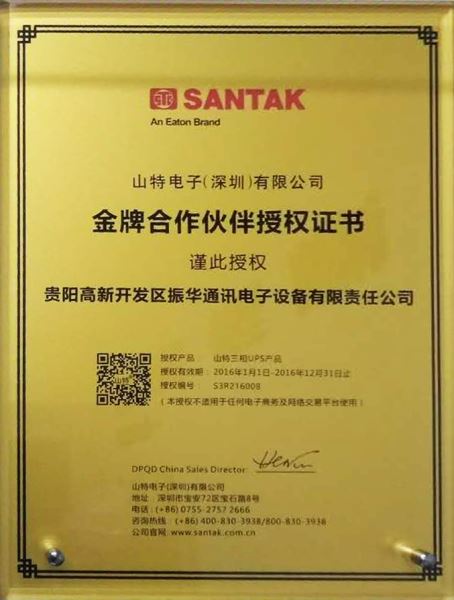 SANTAK
An Eaton Brand
山特电子(深圳)有限公司
金牌合作伙伴授权证书
谨此授权
贵阳高新开发区振华通讯电子设备有限责任公司
山特
授权产品： 山特三相UPS产品
授权有效期： 2016年1月1日-2016年12月31日止
授权编号： S3R216008
(本授权不适用于任何电子商务及网络交易平台使用)
DPQD China Sales Director:
山特电子(深圳)有限公司
地址：深圳市宝安72区宝石路8号
电话：(+86) 0755-2757 2666
咨询热线：(+86) 400-830-3938/800-830-3938
公司官网：www.santak.com.cn